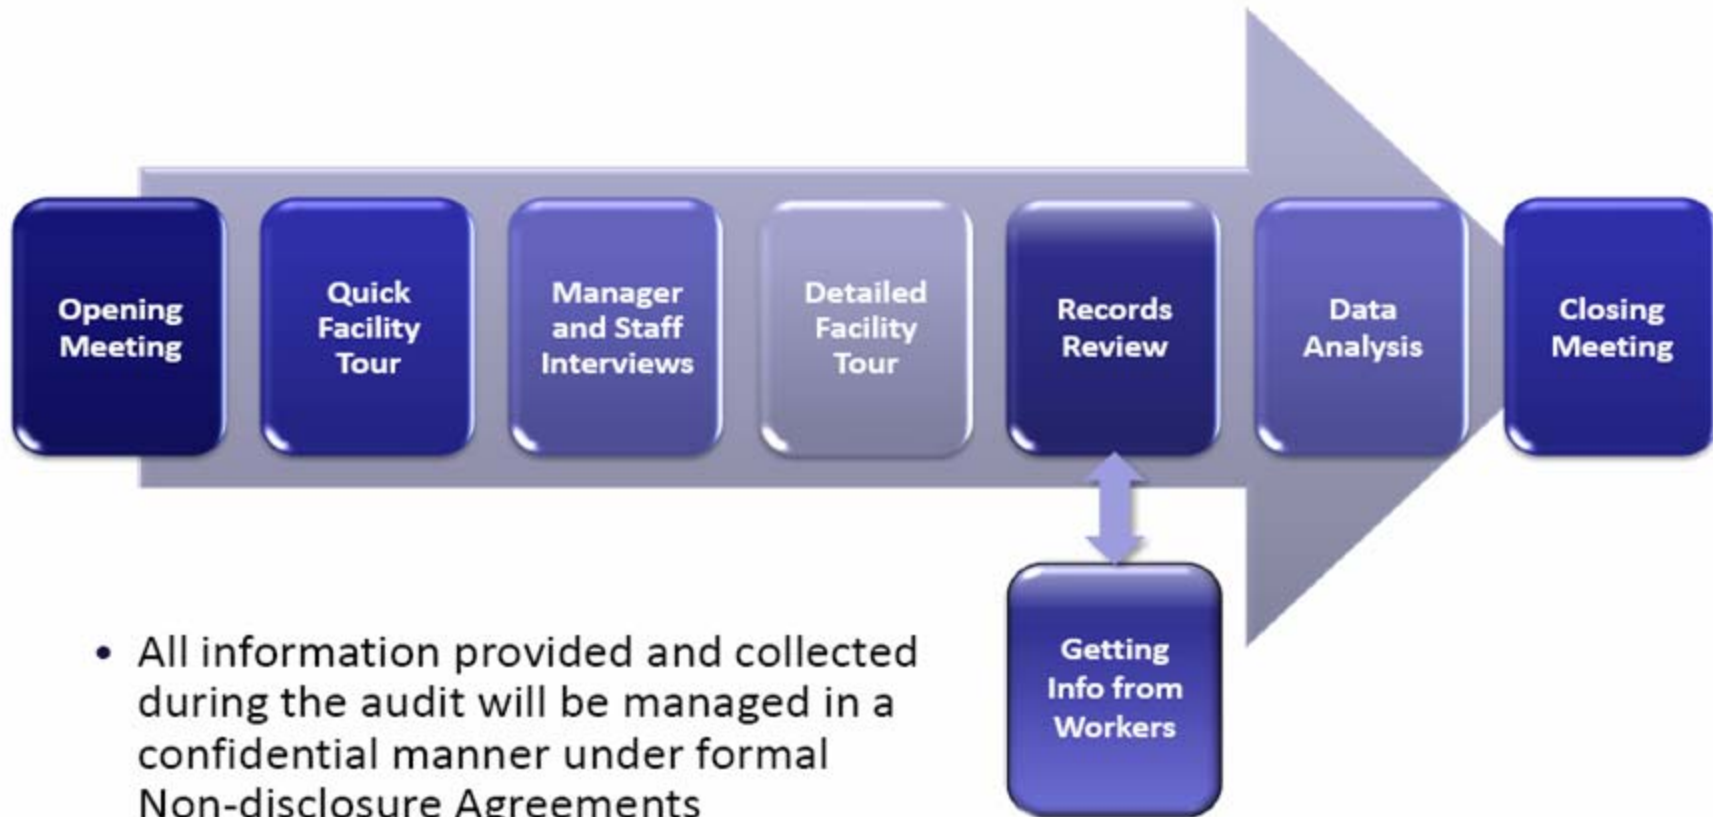 Opening
Meeting
Quick
Facility
Tour
Manager
and Staff
Interviews
Detailed
Facility
Tour
Records
Review
Data
Analysis
Closing
Meeting
Getting
Info from
Workers
• All information provided and collected
during the audit will be managed in a
confidential manner under formal
Non-disclosure Agreements